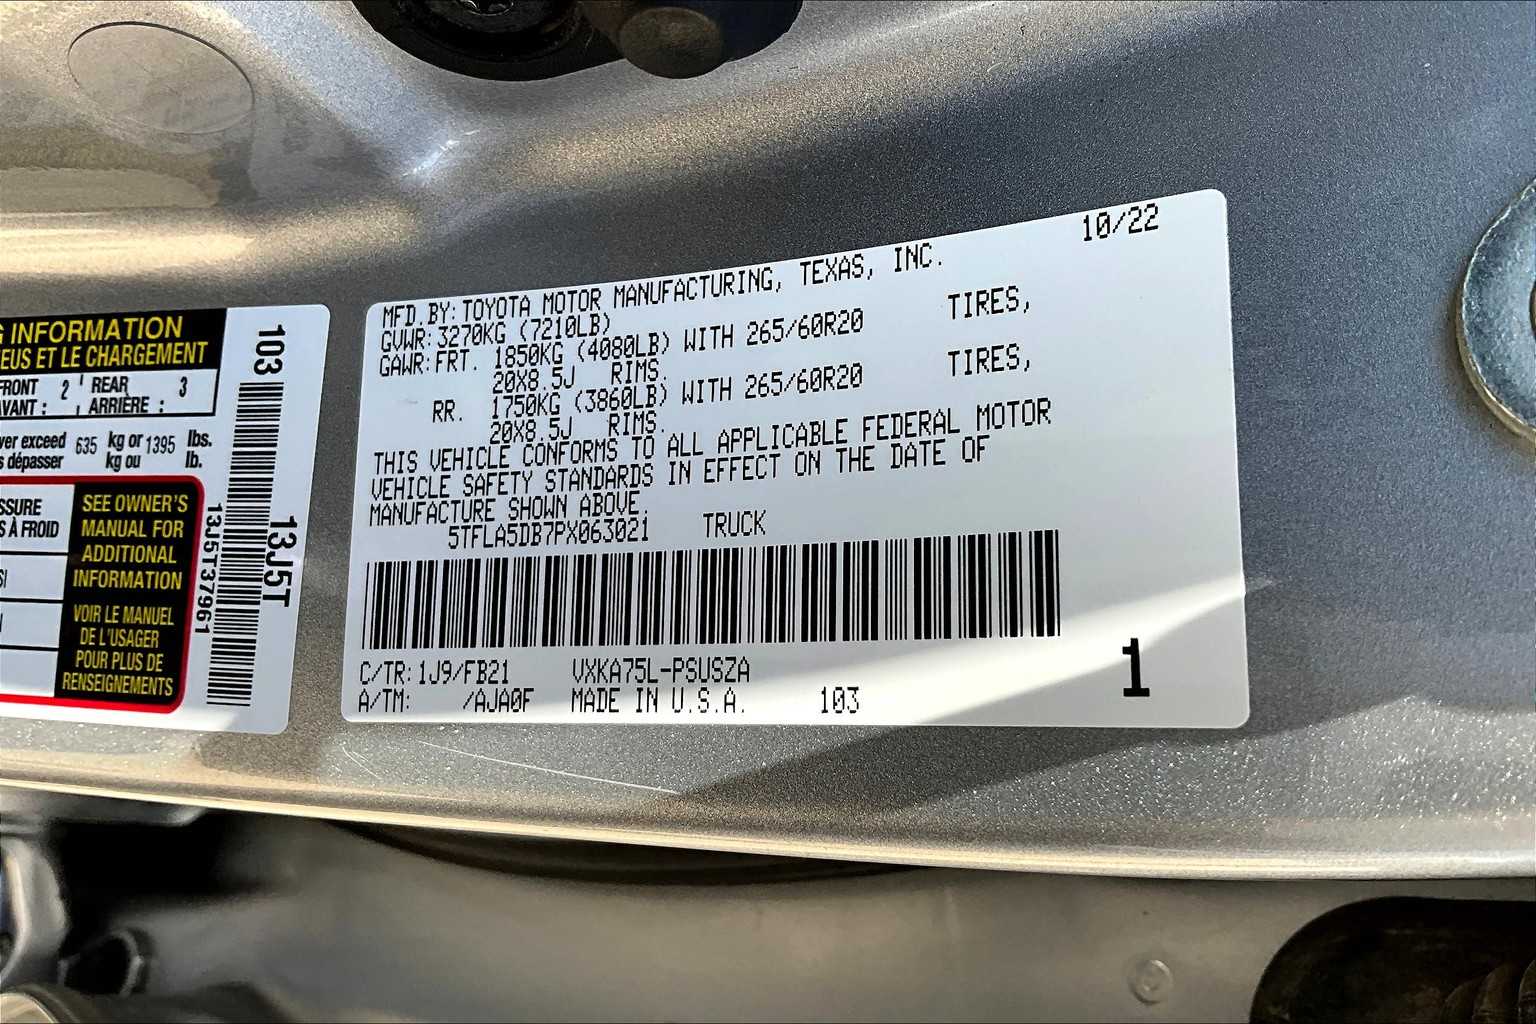 G INFORMATION
EUS ET LE CHARGEMENT
FRONT 2 REAR 3
AVANT : ARRIÈRE :
ver exceed 635 kg or 1395 lbs.
s dépasser kg ou lb.
SSURE
S À FROID
SI
SEE OWNER'S
MANUAL FOR
ADDITIONAL
INFORMATION
VOIR LE MANUEL
DE L'USAGER
POUR PLUS DE
RENSEIGNEMENTS
103
13J5T
13J5T37961
10/22
MFD. BY: TOYOTA MOTOR MANUFACTURING, TEXAS, INC.
GVWR: 3270KG (7210LB)
GAWR: FRT. 1850KG (4080LB) WITH 265/60R20 TIRES,
20X8.5J RIMS.
RR. 1750KG (3860LB) WITH 265/60R20 TIRES,
20X8.5J RIMS.
THIS VEHICLE CONFORMS TO ALL APPLICABLE FEDERAL MOTOR
VEHICLE SAFETY STANDARDS IN EFFECT ON THE DATE OF
MANUFACTURE SHOWN ABOVE.
5TFLA5DB7PX063021 TRUCK
C/TR: 1J9/FB21 VXKA75L-PSUSZA
A/TM: /AJA0F MADE IN U.S.A. 103
1